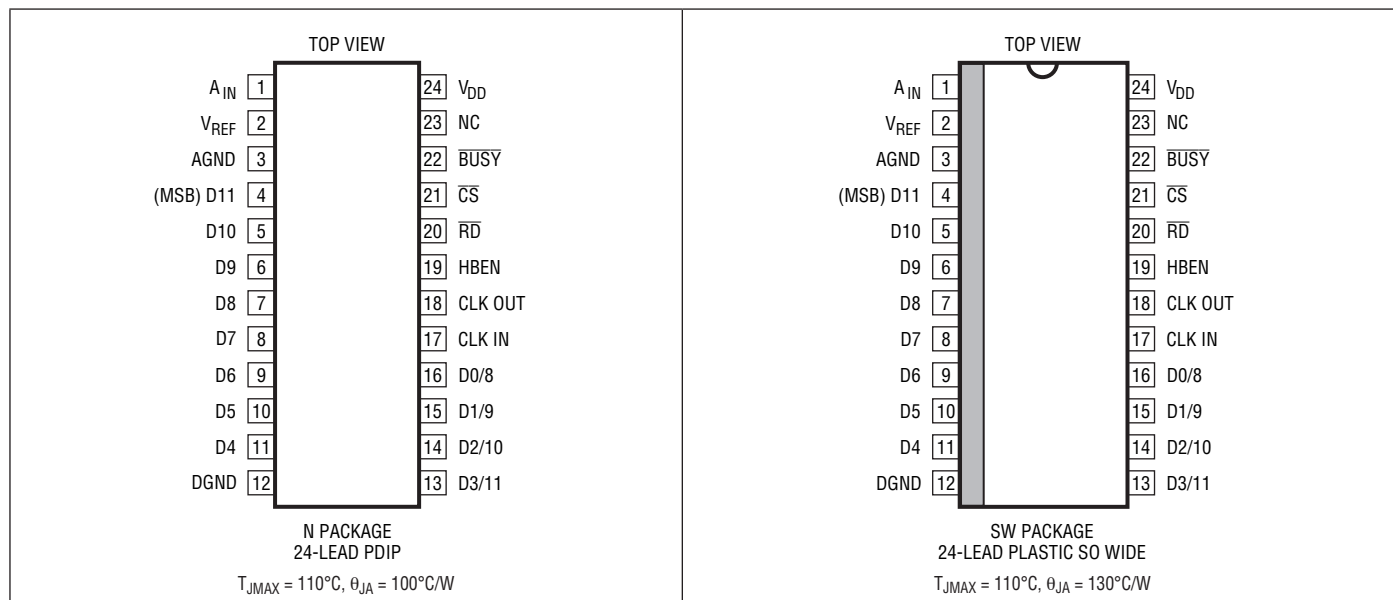 TOP VIEW
A IN 1 24 VDD
VREF 2 23 NC
AGND 3 22 BUSY
(MSB) D11 4 21 CS
D10 5 20 RD
D9 6 19 HBEN
D8 7 18 CLK OUT
D7 8 17 CLK IN
D6 9 16 D0/8
D5 10 15 D1/9
D4 11 14 D2/10
DGND 12 13 D3/11
N PACKAGE
24-LEAD PDIP
TJMAX = 110°C, θJA = 100°C/W
TOP VIEW
A IN 1 24 VDD
VREF 2 23 NC
AGND 3 22 BUSY
(MSB) D11 4 21 CS
D10 5 20 RD
D9 6 19 HBEN
D8 7 18 CLK OUT
D7 8 17 CLK IN
D6 9 16 D0/8
D5 10 15 D1/9
D4 11 14 D2/10
DGND 12 13 D3/11
SW PACKAGE
24-LEAD PLASTIC SO WIDE
TJMAX = 110°C, θJA = 130°C/W